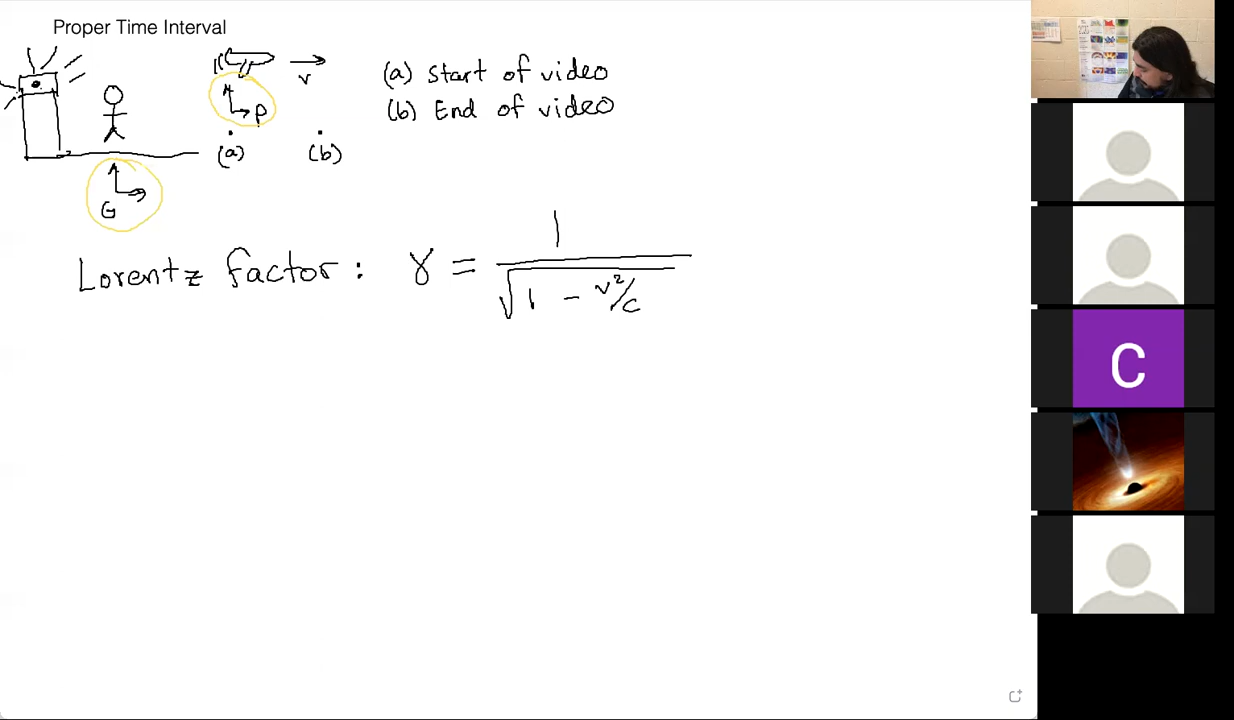 Proper Time Interval
v
P
(a) (b)
G
(a) Start of video
(b) End of video
Lorentz factor: γ = 1 / √(1 - v²/c)
C